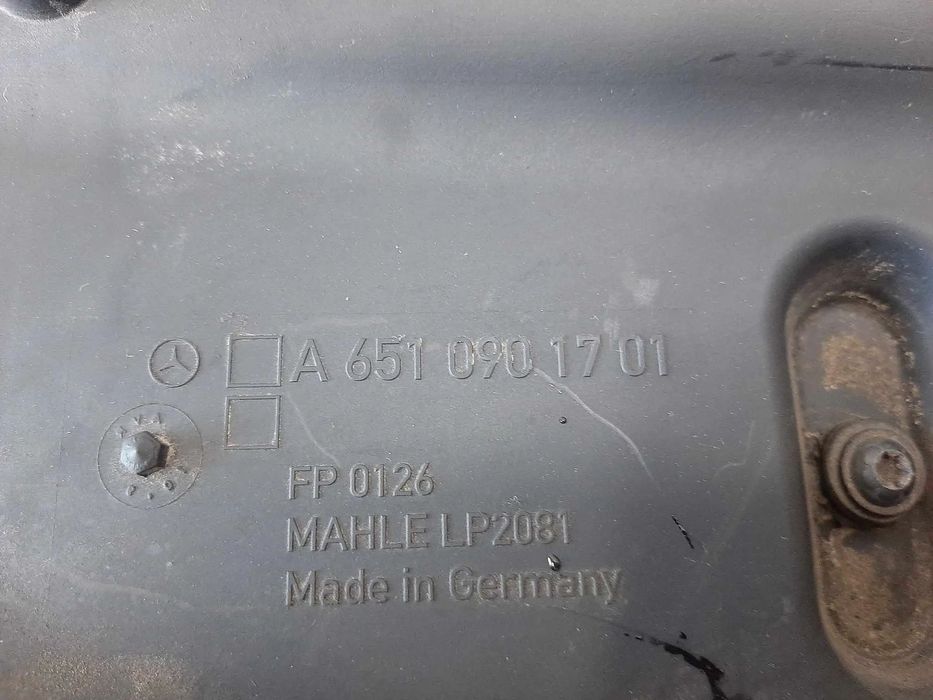 A 651 090 17 01
FP 0126
MAHLE LP2081
Made in Germany